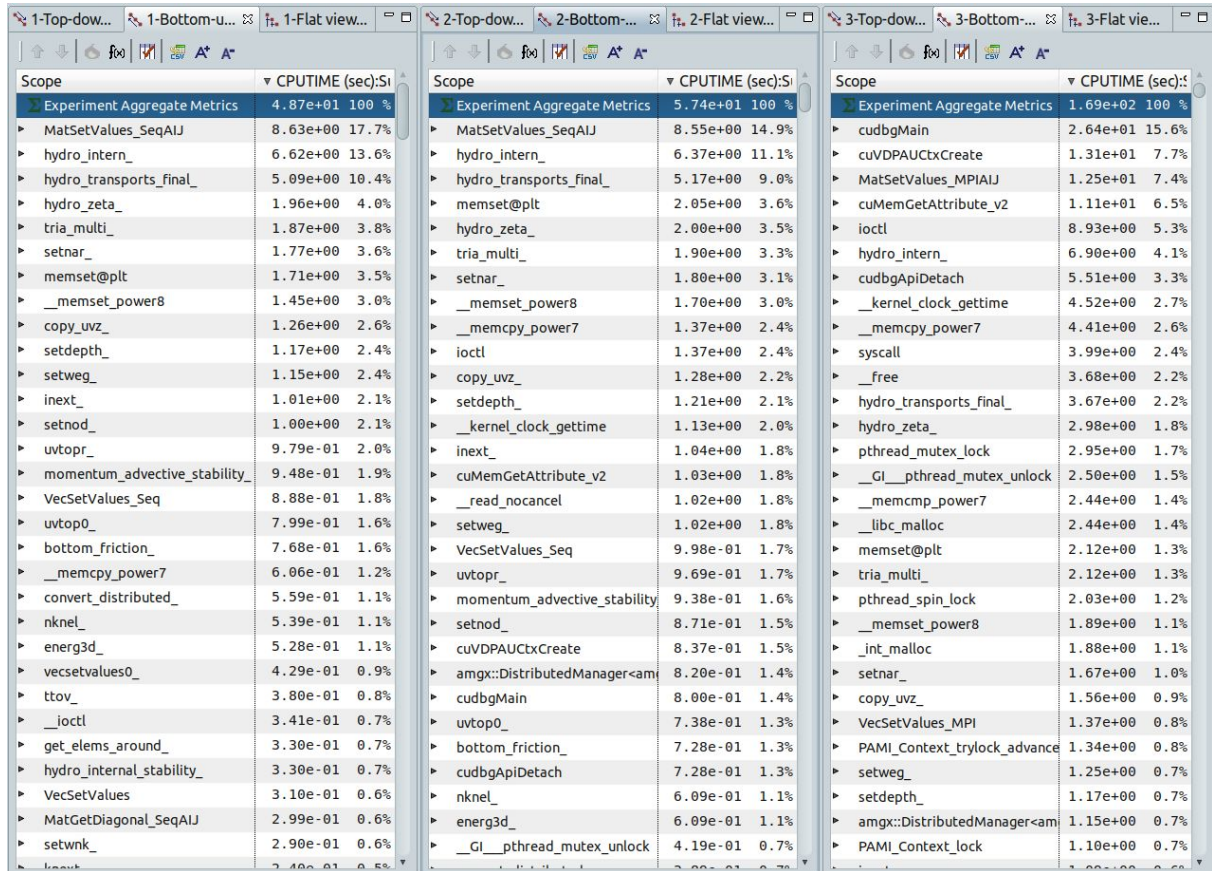 1-Top-dow... 1-Bottom-u... 1-Flat view...
f(x) CSV A+ A-
Scope CPUTIME (sec):Su
Experiment Aggregate Metrics 4.87e+01 100 %
MatSetValues_SeqAIJ 8.63e+00 17.7%
hydro_intern_ 6.62e+00 13.6%
hydro_transports_final_ 5.09e+00 10.4%
hydro_zeta_ 1.96e+00 4.0%
tria_multi_ 1.87e+00 3.8%
setnar_ 1.77e+00 3.6%
memset@plt 1.71e+00 3.5%
__memset_power8 1.45e+00 3.0%
copy_uvz_ 1.26e+00 2.6%
setdepth_ 1.17e+00 2.4%
setweg_ 1.15e+00 2.4%
inext_ 1.01e+00 2.1%
setnod_ 1.00e+00 2.1%
uvtopr_ 9.79e-01 2.0%
momentum_advective_stability_ 9.48e-01 1.9%
VecSetValues_Seq 8.88e-01 1.8%
uvtop0_ 7.99e-01 1.6%
bottom_friction_ 7.68e-01 1.6%
__memcpy_power7 6.06e-01 1.2%
convert_distributed_ 5.59e-01 1.1%
nknel_ 5.39e-01 1.1%
energ3d_ 5.28e-01 1.1%
vecsetvalues0_ 4.29e-01 0.9%
ttov_ 3.80e-01 0.8%
__ioctl 3.41e-01 0.7%
get_elems_around_ 3.30e-01 0.7%
hydro_internal_stability_ 3.30e-01 0.7%
VecSetValues 3.10e-01 0.6%
MatGetDiagonal_SeqAIJ 2.99e-01 0.6%
setwnk_ 2.90e-01 0.6%
2-Top-dow... 2-Bottom-... 2-Flat view...
f(x) CSV A+ A-
Scope CPUTIME (sec):Su
Experiment Aggregate Metrics 5.74e+01 100 %
MatSetValues_SeqAIJ 8.55e+00 14.9%
hydro_intern_ 6.37e+00 11.1%
hydro_transports_final_ 5.17e+00 9.0%
memset@plt 2.05e+00 3.6%
hydro_zeta_ 2.00e+00 3.5%
tria_multi_ 1.90e+00 3.3%
setnar_ 1.80e+00 3.1%
__memset_power8 1.70e+00 3.0%
__memcpy_power7 1.37e+00 2.4%
ioctl 1.37e+00 2.4%
copy_uvz_ 1.28e+00 2.2%
setdepth_ 1.21e+00 2.1%
__kernel_clock_gettime 1.13e+00 2.0%
inext_ 1.04e+00 1.8%
cuMemGetAttribute_v2 1.03e+00 1.8%
__read_nocancel 1.02e+00 1.8%
setweg_ 1.02e+00 1.8%
VecSetValues_Seq 9.98e-01 1.7%
uvtopr_ 9.69e-01 1.7%
momentum_advective_stability 9.38e-01 1.6%
setnod_ 8.71e-01 1.5%
cuVDPAUCtxCreate 8.37e-01 1.5%
amgx::DistributedManager<amg 8.20e-01 1.4%
cudbgMain 8.00e-01 1.4%
uvtop0_ 7.38e-01 1.3%
bottom_friction_ 7.28e-01 1.3%
cudbgApiDetach 7.28e-01 1.3%
nknel_ 6.09e-01 1.1%
energ3d_ 6.09e-01 1.1%
__GI___pthread_mutex_unlock 4.19e-01 0.7%
3-Top-dow... 3-Bottom-... 3-Flat vie...
f(x) CSV A+ A-
Scope CPUTIME (sec):S
Experiment Aggregate Metrics 1.69e+02 100 %
cudbgMain 2.64e+01 15.6%
cuVDPAUCtxCreate 1.31e+01 7.7%
MatSetValues_MPIAIJ 1.25e+01 7.4%
cuMemGetAttribute_v2 1.11e+01 6.5%
ioctl 8.93e+00 5.3%
hydro_intern_ 6.90e+00 4.1%
cudbgApiDetach 5.51e+00 3.3%
__kernel_clock_gettime 4.52e+00 2.7%
__memcpy_power7 4.41e+00 2.6%
syscall 3.99e+00 2.4%
__free 3.68e+00 2.2%
hydro_transports_final_ 3.67e+00 2.2%
hydro_zeta_ 2.98e+00 1.8%
pthread_mutex_lock 2.95e+00 1.7%
__GI___pthread_mutex_unlock 2.50e+00 1.5%
__memcmp_power7 2.44e+00 1.4%
__libc_malloc 2.44e+00 1.4%
memset@plt 2.12e+00 1.3%
tria_multi_ 2.12e+00 1.3%
pthread_spin_lock 2.03e+00 1.2%
__memset_power8 1.89e+00 1.1%
_int_malloc 1.88e+00 1.1%
setnar_ 1.67e+00 1.0%
copy_uvz_ 1.56e+00 0.9%
VecSetValues_MPI 1.37e+00 0.8%
PAMI_Context_trylock_advance 1.34e+00 0.8%
setweg_ 1.25e+00 0.7%
setdepth_ 1.17e+00 0.7%
amgx::DistributedManager<am 1.15e+00 0.7%
PAMI_Context_lock 1.10e+00 0.7%